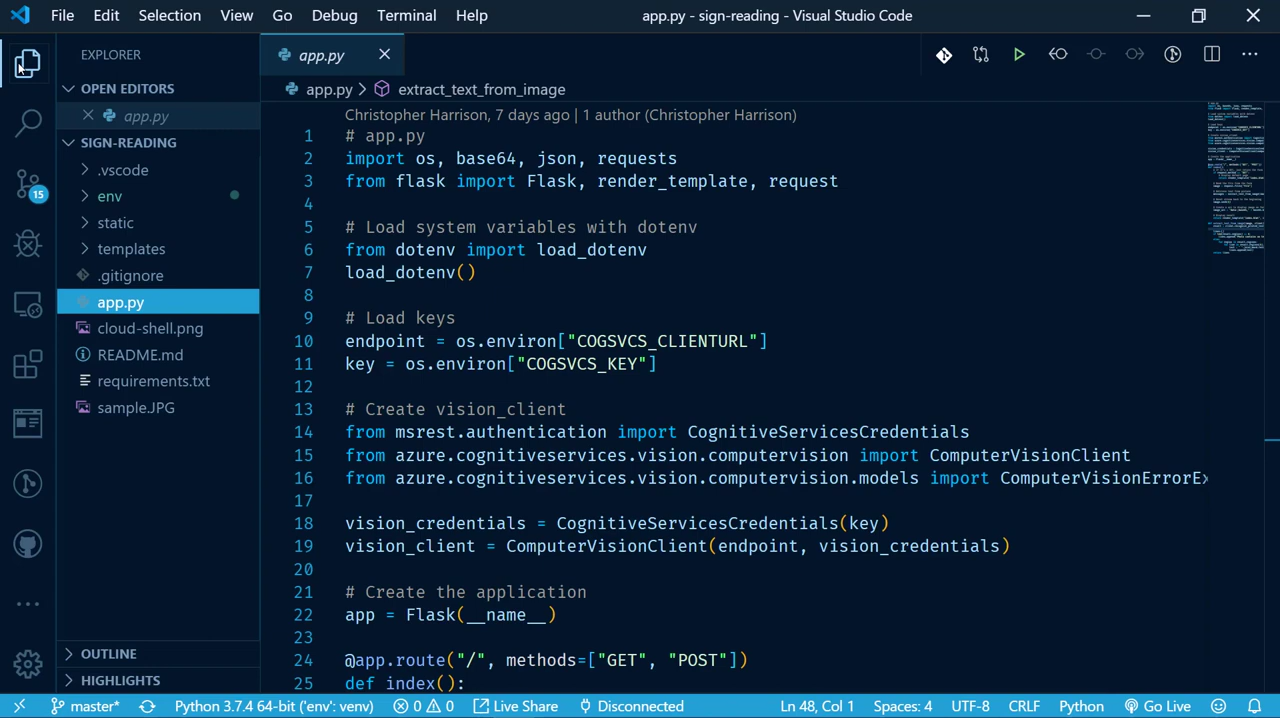 File Edit Selection View Go Debug Terminal Help app.py - sign-reading - Visual Studio Code
EXPLORER
OPEN EDITORS
app.py
SIGN-READING
.vscode
env
static
templates
.gitignore
app.py
cloud-shell.png
README.md
requirements.txt
sample.JPG
OUTLINE
HIGHLIGHTS
15
app.py
app.py > extract_text_from_image
Christopher Harrison, 7 days ago | 1 author (Christopher Harrison)
1 # app.py
2 import os, base64, json, requests
3 from flask import Flask, render_template, request
4
5 # Load system variables with dotenv
6 from dotenv import load_dotenv
7 load_dotenv()
8
9 # Load keys
10 endpoint = os.environ["COGSVCS_CLIENTURL"]
11 key = os.environ["COGSVCS_KEY"]
12
13 # Create vision_client
14 from msrest.authentication import CognitiveServicesCredentials
15 from azure.cognitiveservices.vision.computervision import ComputerVisionClient
16 from azure.cognitiveservices.vision.computervision.models import ComputerVisionErrorEx
17
18 vision_credentials = CognitiveServicesCredentials(key)
19 vision_client = ComputerVisionClient(endpoint, vision_credentials)
20
21 # Create the application
22 app = Flask(__name__)
23
24 @app.route("/", methods=["GET", "POST"])
25 def index():
master* Python 3.7.4 64-bit ('env': venv) 0 0 Live Share Disconnected Ln 48, Col 1 Spaces: 4 UTF-8 CRLF Python Go Live